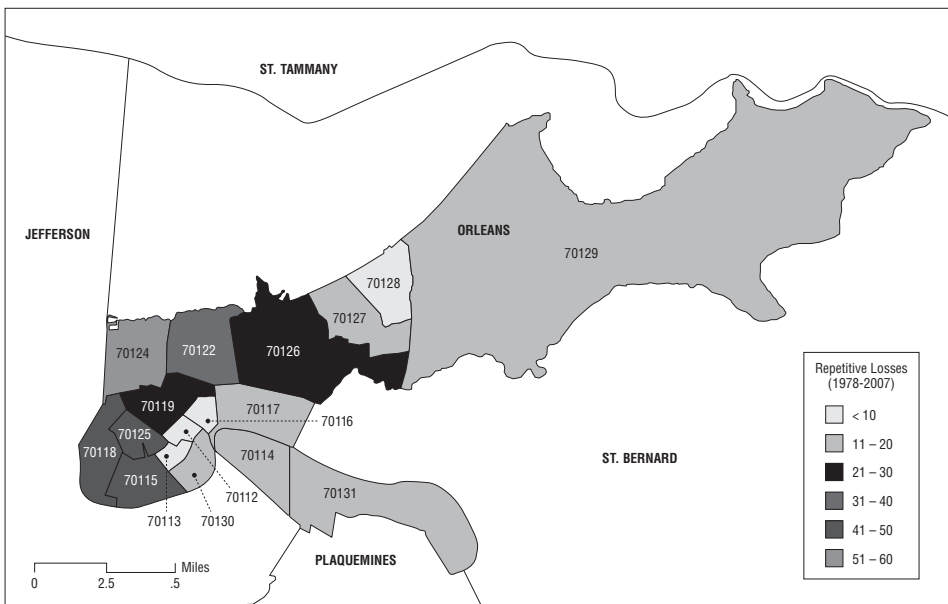 ST. TAMMANY
JEFFERSON
ORLEANS
70129
70128
70127
70124
70122
70126
70119
70117
70116
70125
70118
70114
70115
70112
70131
70113
70130
ST. BERNARD
PLAQUEMINES
Repetitive Losses
(1978-2007)
< 10
11 – 20
21 – 30
31 – 40
41 – 50
51 – 60
Miles
0 2.5 .5